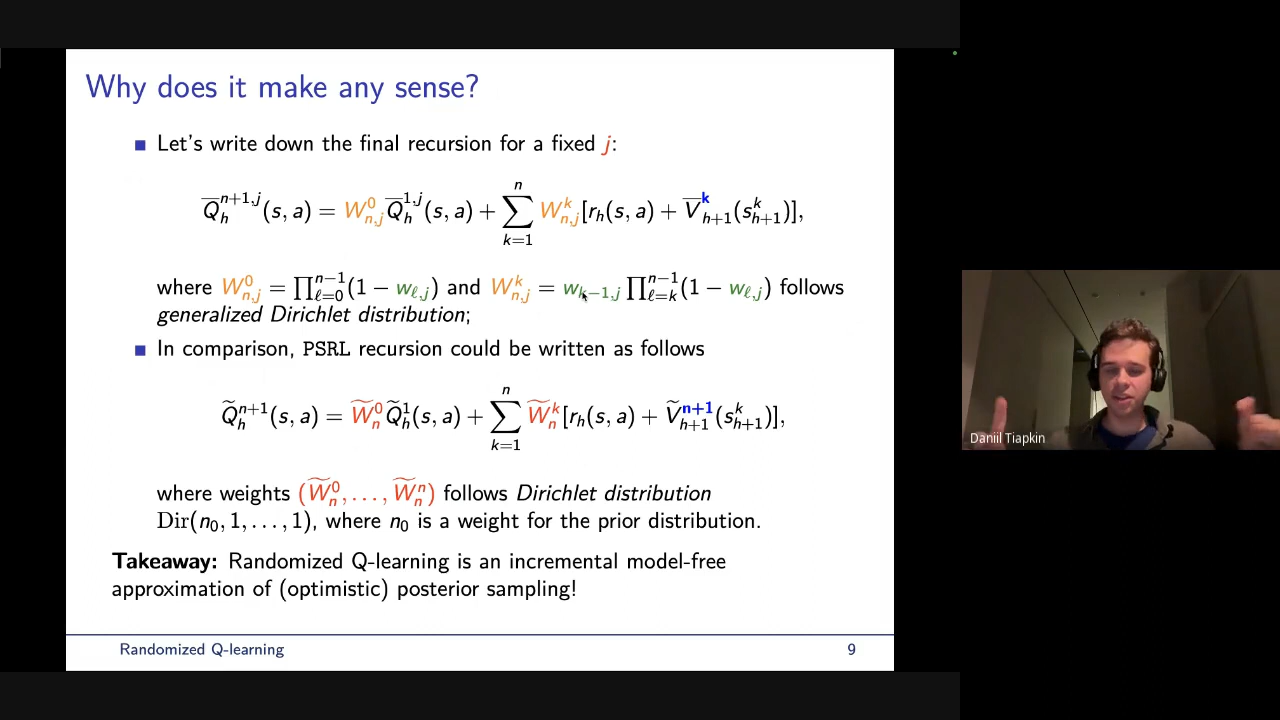 Why does it make any sense?
■ Let's write down the final recursion for a fixed j:
Q̅_h^{n+1,j}(s, a) = W_{n,j}^0 Q̅_h^{1,j}(s, a) + ∑_{k=1}^n W_{n,j}^k [r_h(s, a) + V̅_{h+1}^k(s_{h+1}^k)],
where W_{n,j}^0 = ∏_{ℓ=0}^{n−1}(1 − w_{ℓ,j}) and W_{n,j}^k = w_{k−1,j} ∏_{ℓ=k}^{n−1}(1 − w_{ℓ,j}) follows
generalized Dirichlet distribution;
■ In comparison, PSRL recursion could be written as follows
Q̃_h^{n+1}(s, a) = W̃_n^0 Q̃_h^1(s, a) + ∑_{k=1}^n W̃_n^k [r_h(s, a) + Ṽ_{h+1}^{n+1}(s_{h+1}^k)],
where weights (W̃_n^0, . . . , W̃_n^n) follows Dirichlet distribution
Dir(n_0, 1, . . . , 1), where n_0 is a weight for the prior distribution.
Takeaway: Randomized Q-learning is an incremental model-free
approximation of (optimistic) posterior sampling!
Randomized Q-learning 9
Daniil Tiapkin